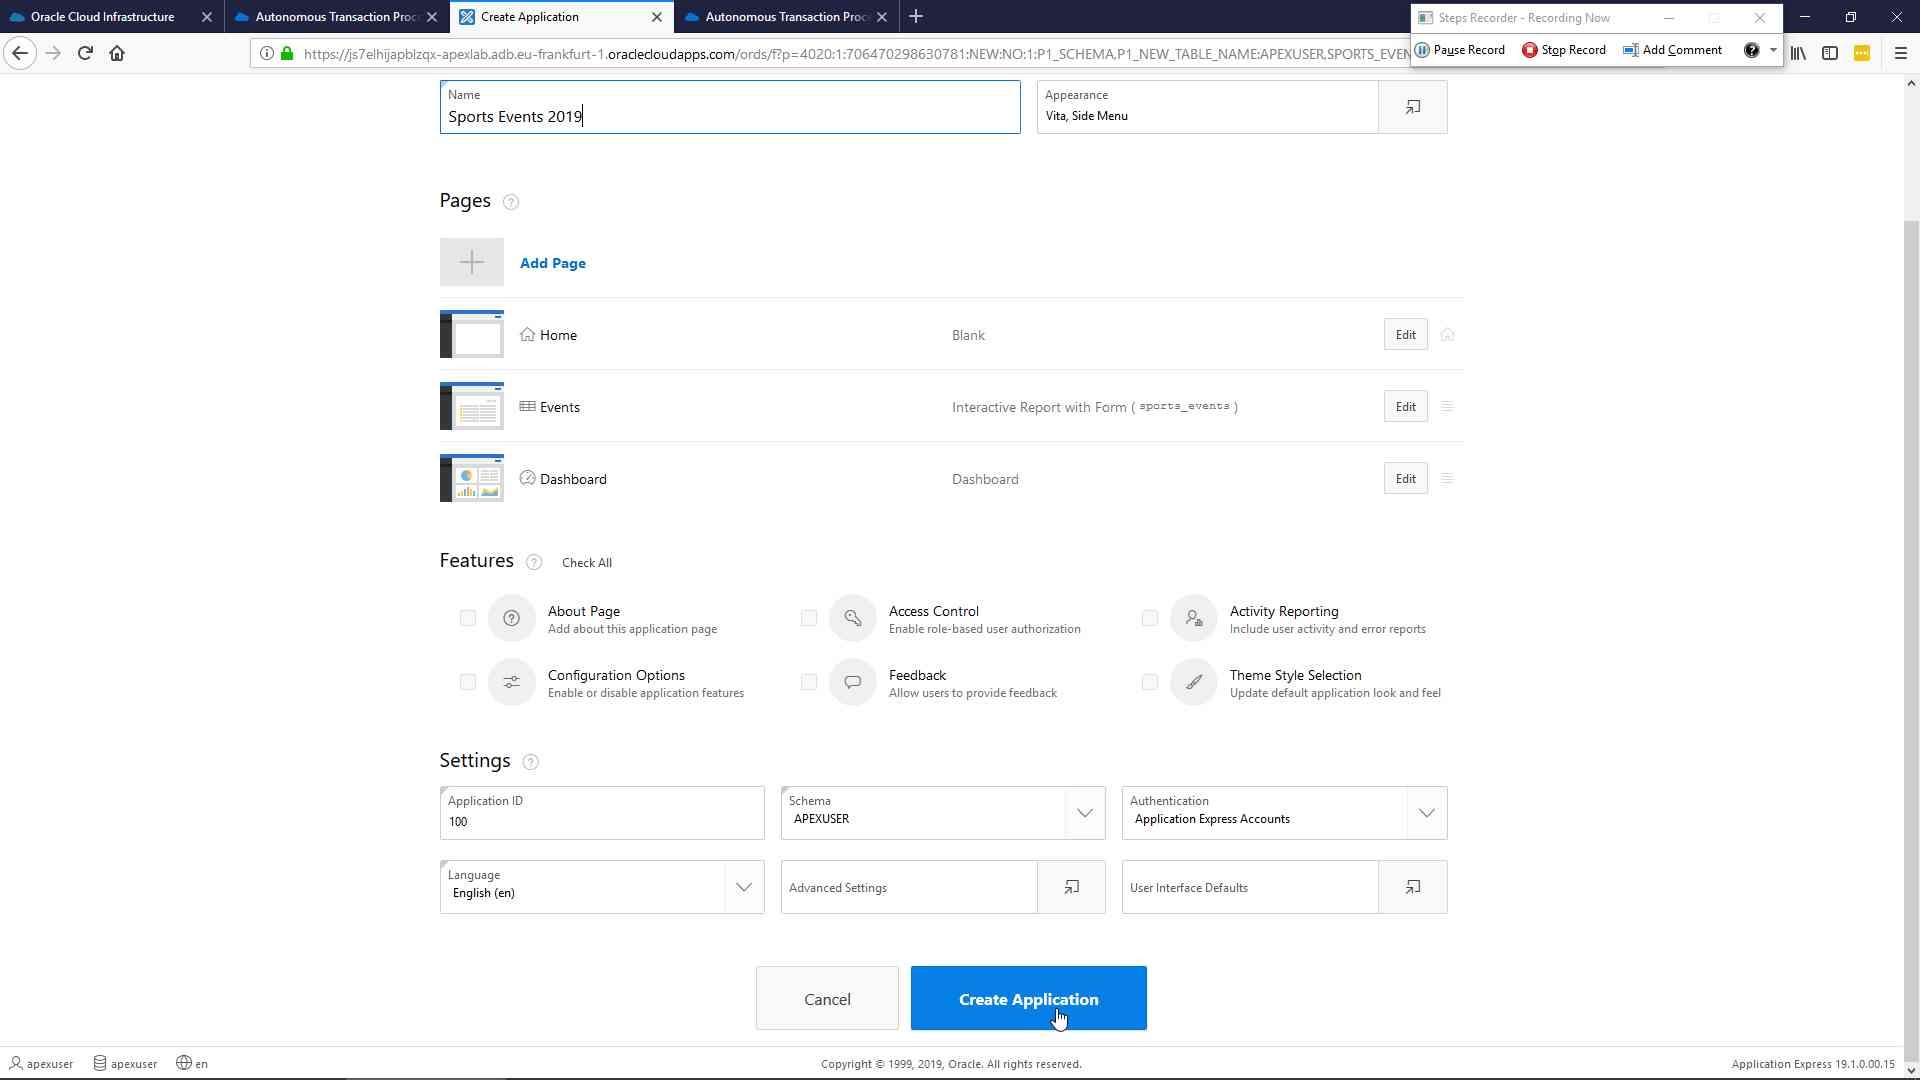 Oracle Cloud Infrastructure
Autonomous Transaction Proc
Create Application
Autonomous Transaction Proc
Steps Recorder - Recording Now
Pause Record
Stop Record
Add Comment
https://js7elhijapblzqx-apexlab.adb.eu-frankfurt-1.oraclecloudapps.com/ords/f?p=4020:1:706470298630781:NEW:NO:1:P1_SCHEMA,P1_NEW_TABLE_NAME:APEXUSER,SPORTS_EVEN
Name
Sports Events 2019
Appearance
Vita, Side Menu
Pages
Add Page
Home
Blank
Edit
Events
Interactive Report with Form ( sports_events )
Edit
Dashboard
Dashboard
Edit
Features
Check All
About Page
Add about this application page
Access Control
Enable role-based user authorization
Activity Reporting
Include user activity and error reports
Configuration Options
Enable or disable application features
Feedback
Allow users to provide feedback
Theme Style Selection
Update default application look and feel
Settings
Application ID
100
Schema
APEXUSER
Authentication
Application Express Accounts
Language
English (en)
Advanced Settings
User Interface Defaults
Cancel
Create Application
apexuser
apexuser
en
Copyright © 1999, 2019, Oracle. All rights reserved.
Application Express 19.1.0.00.15